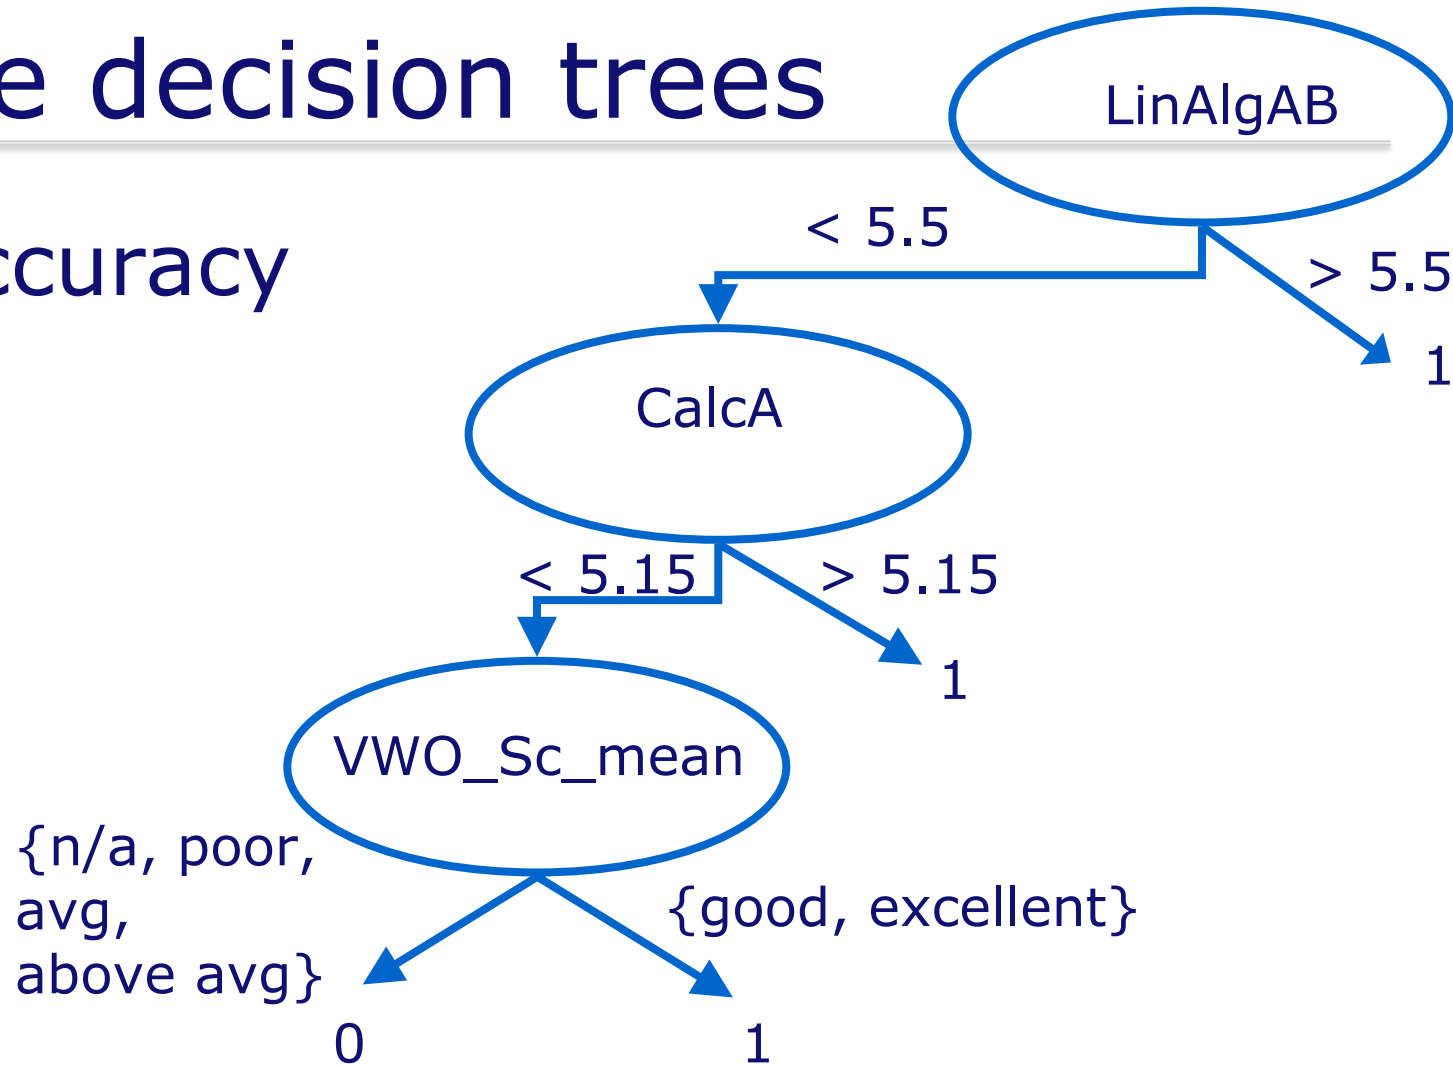 e decision trees
LinAlgAB
< 5.5
ccuracy
> 5.5
1
CalcA
< 5.15
> 5.15
1
VWO_Sc_mean
{n/a, poor,
avg,
above avg}
{good, excellent}
0
1